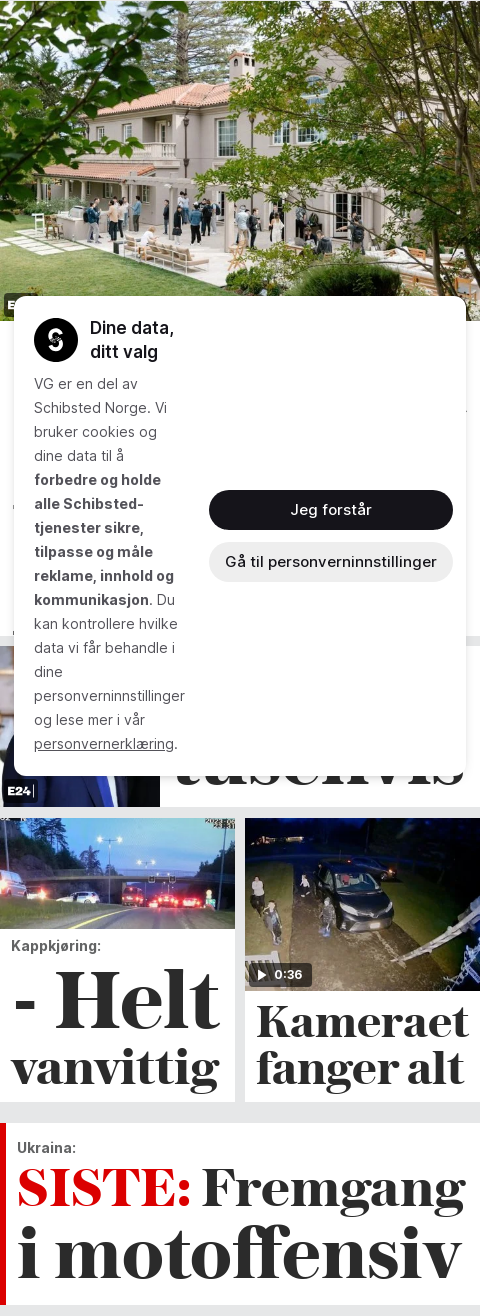 Dine data,
ditt valg
VG er en del av
Schibsted Norge. Vi
bruker cookies og
dine data til å
forbedre og holde
alle Schibsted-
tjenester sikre,
tilpasse og måle
reklame, innhold og
kommunikasjon. Du
kan kontrollere hvilke
data vi får behandle i
dine
personverninnstillinger
og lese mer i vår
personvernerklæring.
Jeg forstår
Gå til personverninnstillinger
tusenvis
E24
23:31
0:36
Kappkjøring:
- Helt
vanvittig
Kameraet
fanger alt
Ukraina:
SISTE: Fremgang
i motoffensiv